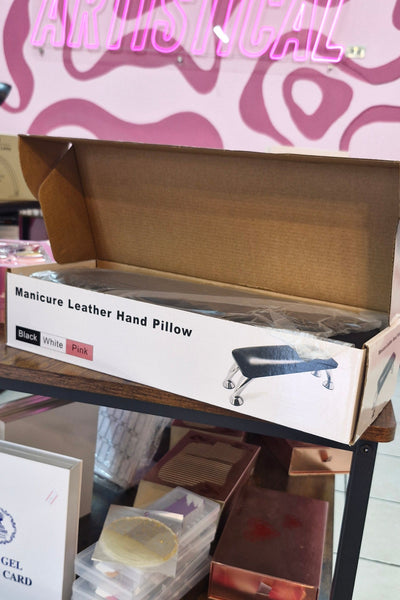 ARTISTICAL
Manicure Leather Hand Pillow
Black White Pink
GEL
CARD